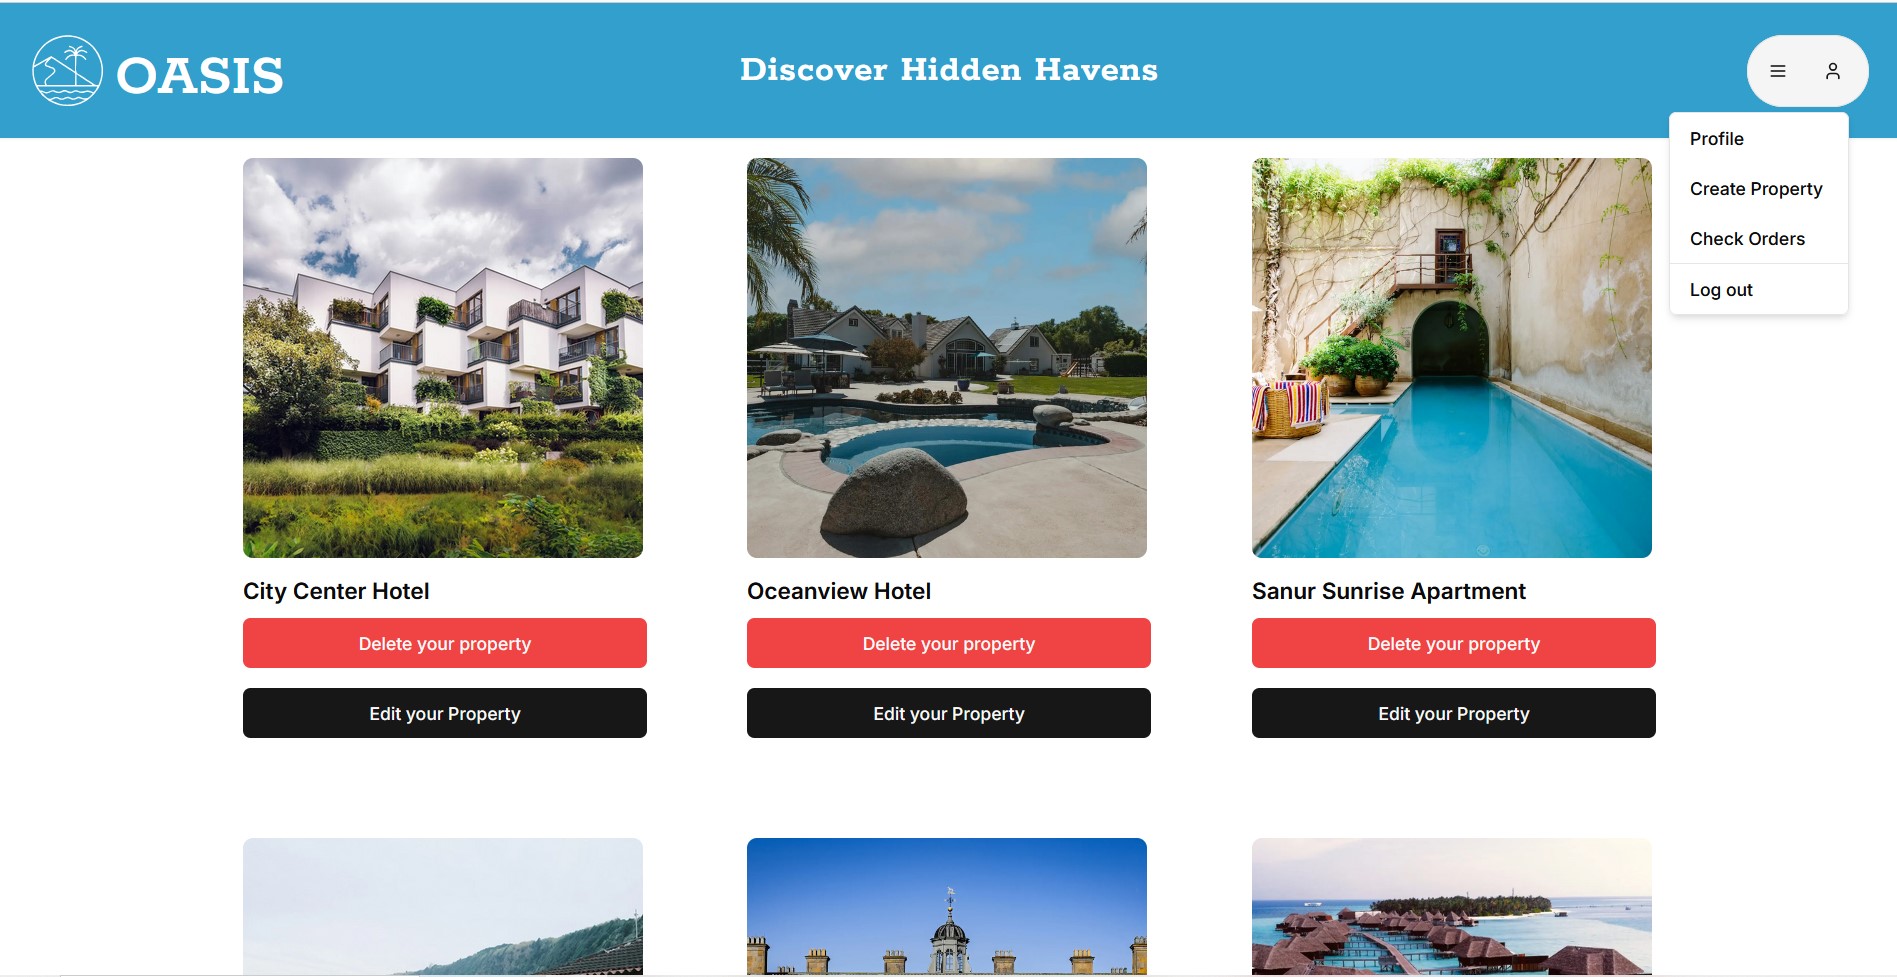 OASIS
Discover Hidden Havens
Profile
Create Property
Check Orders
Log out
City Center Hotel
Delete your property
Edit your Property
Oceanview Hotel
Delete your property
Edit your Property
Sanur Sunrise Apartment
Delete your property
Edit your Property